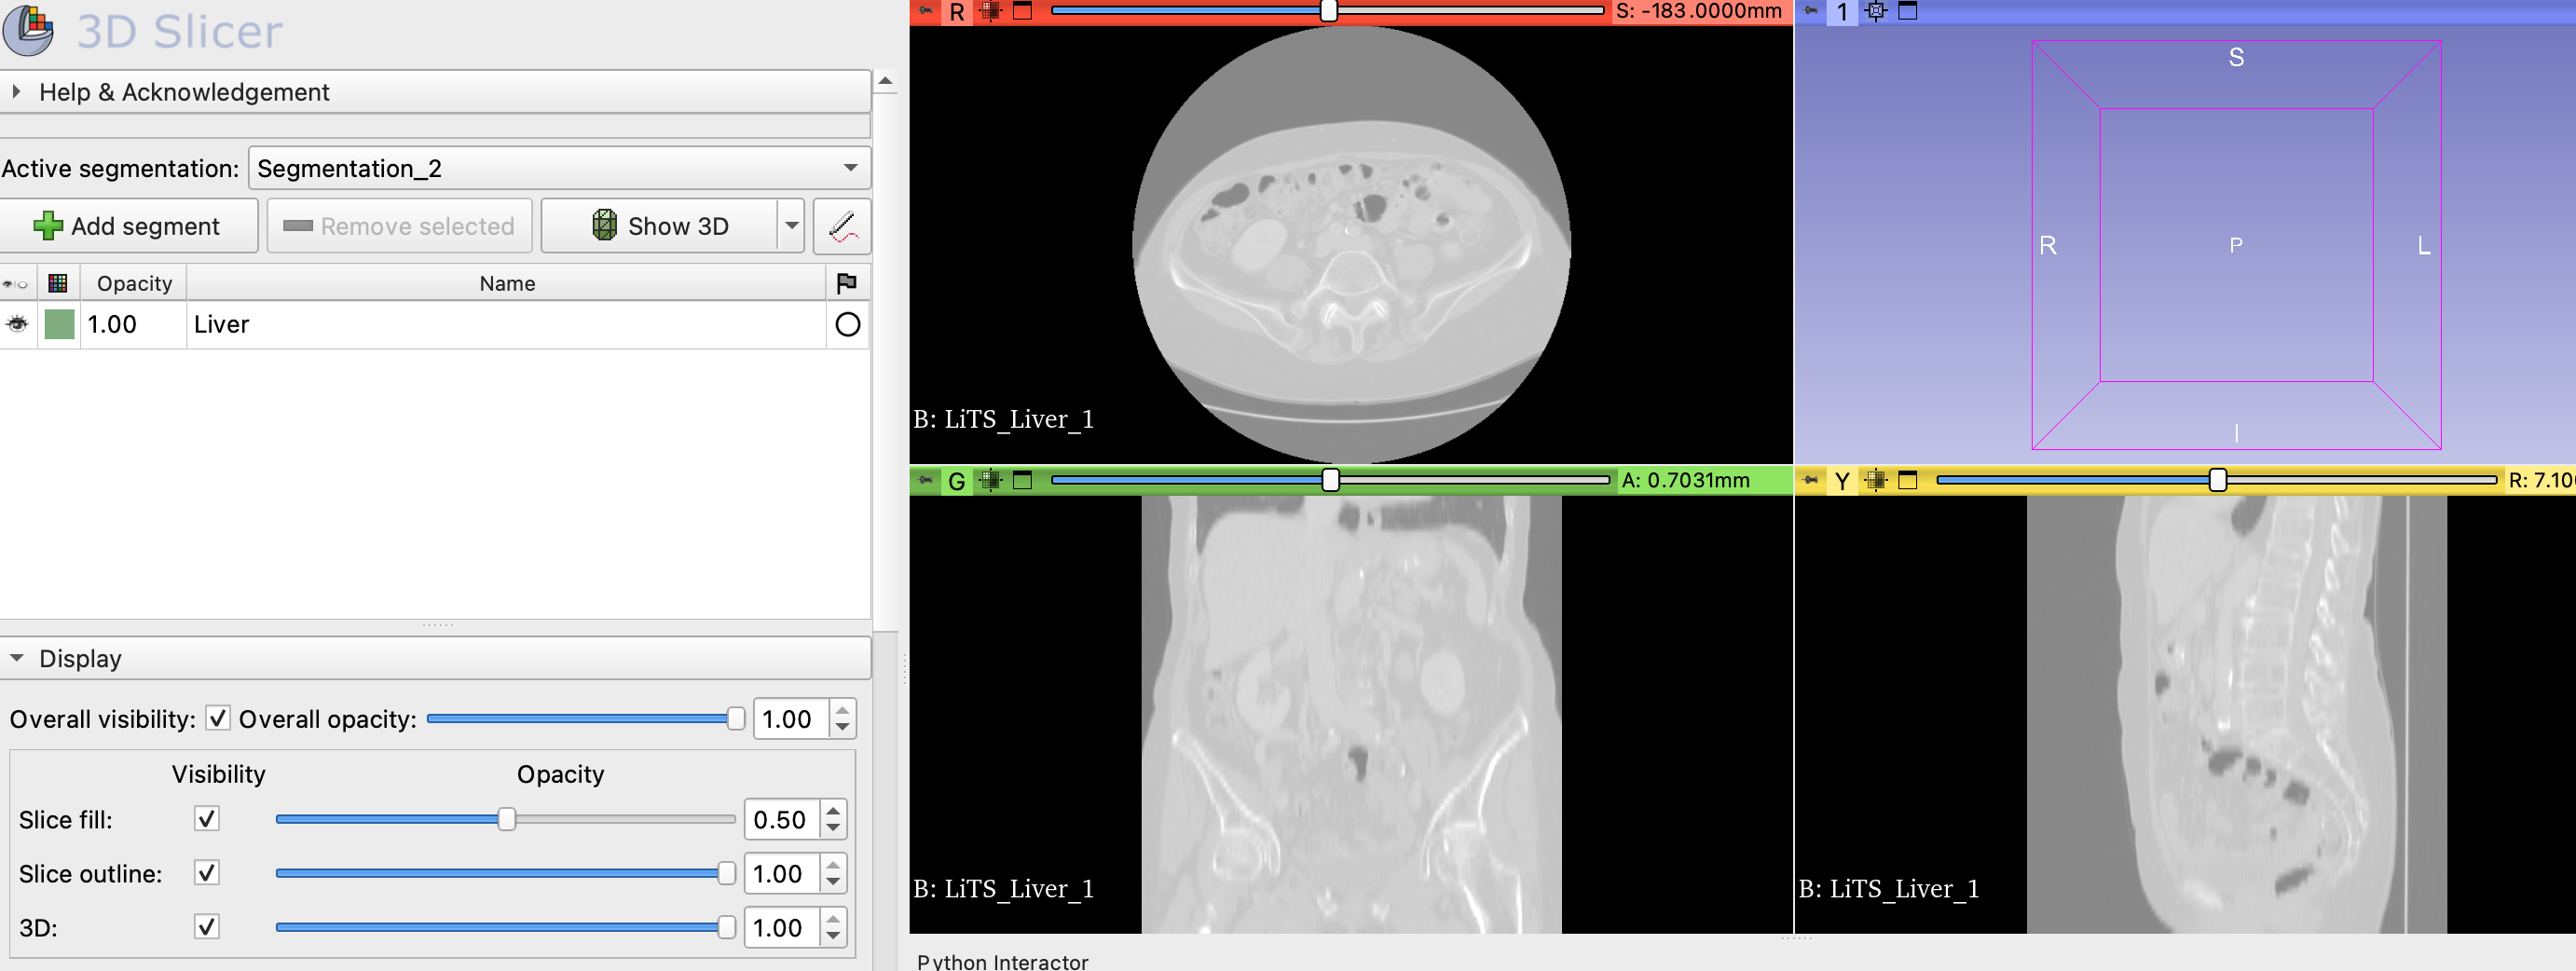 3D Slicer
Help & Acknowledgement
Active segmentation: Segmentation_2
Add segment
Remove selected
Show 3D
Opacity
Name
1.00
Liver
Display
Overall visibility:
Overall opacity:
1.00
Visibility
Opacity
Slice fill:
0.50
Slice outline:
1.00
3D:
1.00
R
S: -183.0000mm
B: LiTS_Liver_1
1
S
R
P
L
I
G
A: 0.7031mm
B: LiTS_Liver_1
Y
R: 7.10
B: LiTS_Liver_1
Python Interactor